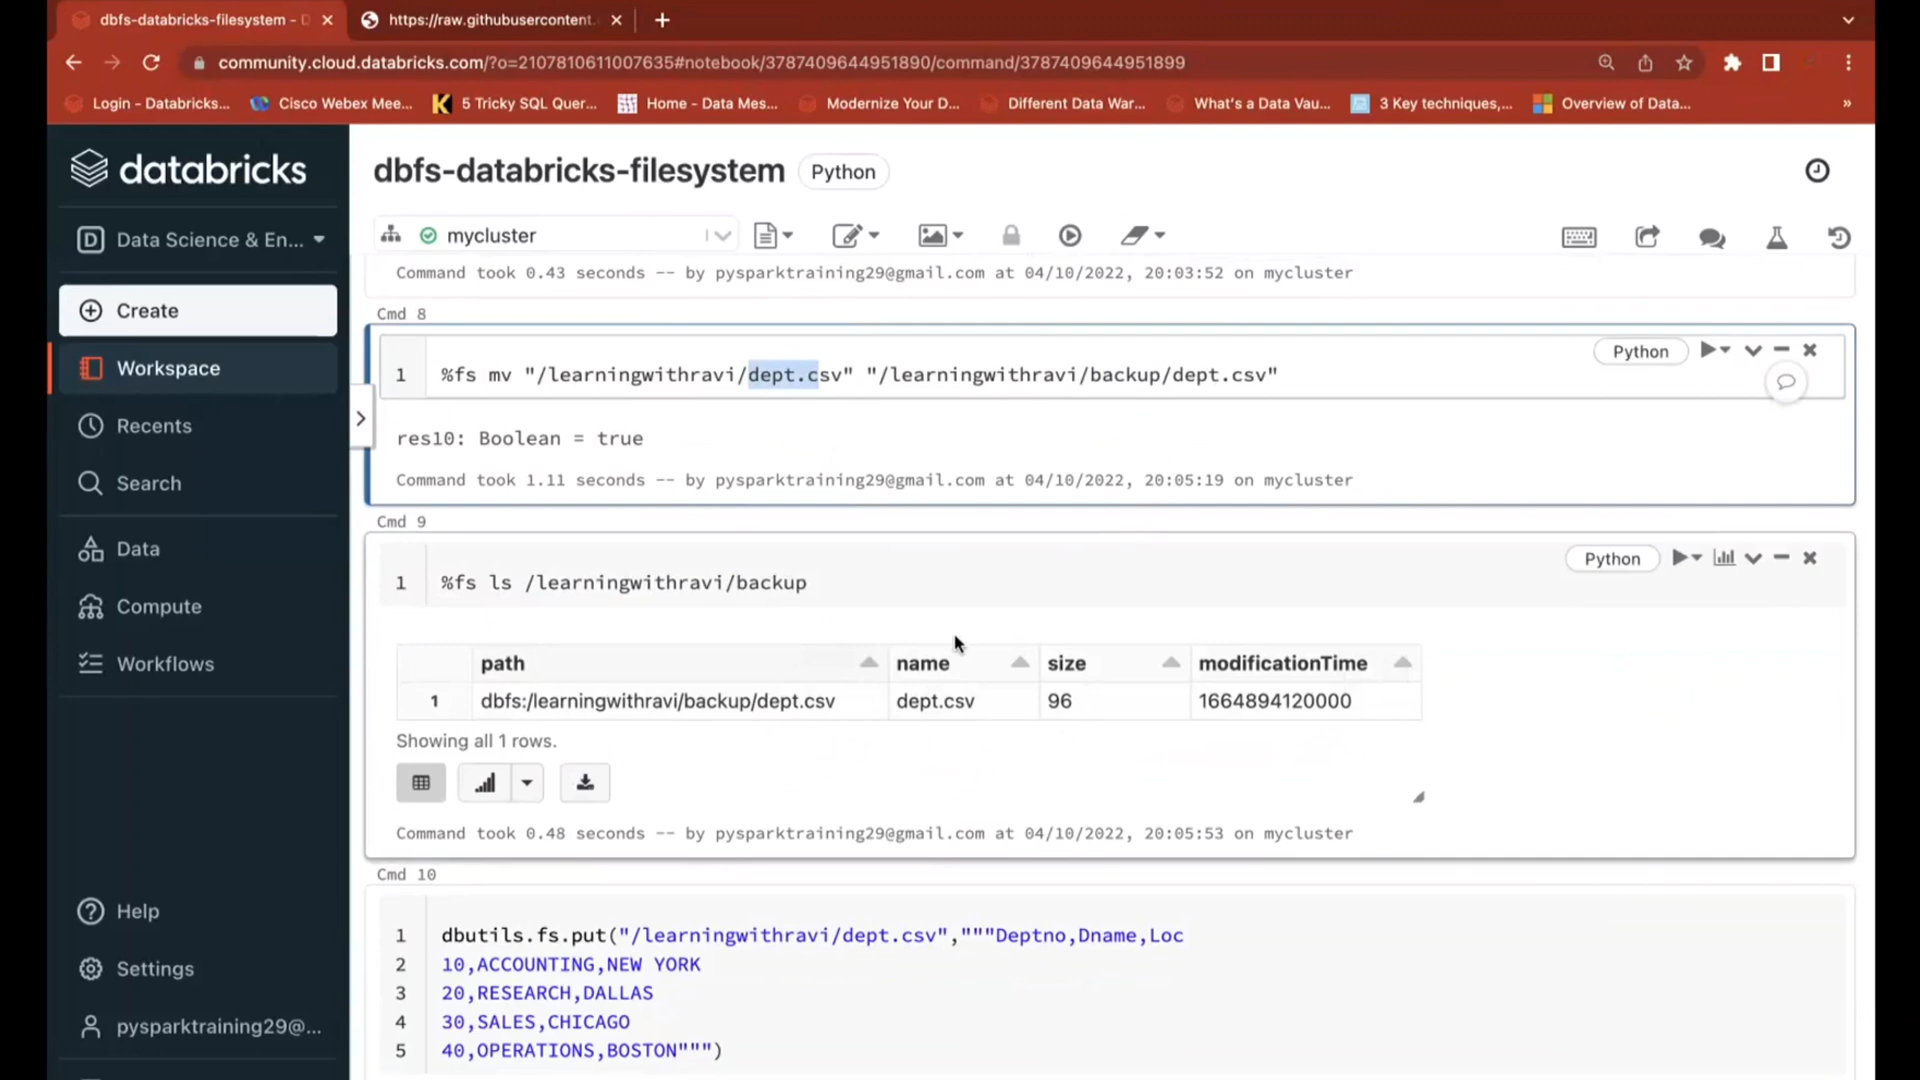 dbfs-databricks-filesystem - D
https://raw.githubusercontent.
community.cloud.databricks.com/?o=2107810611007635#notebook/3787409644951890/command/3787409644951899
Login - Databricks...
Cisco Webex Mee...
5 Tricky SQL Quer...
Home - Data Mes...
Modernize Your D...
Different Data War...
What's a Data Vau...
3 Key techniques,...
Overview of Data...
databricks
D Data Science & En...
Create
Workspace
Recents
Search
Data
Compute
Workflows
Help
Settings
pysparktraining29@...
dbfs-databricks-filesystem Python
mycluster
Command took 0.43 seconds -- by pysparktraining29@gmail.com at 04/10/2022, 20:03:52 on mycluster
Cmd 8
Python
1 %fs mv "/learningwithravi/dept.csv" "/learningwithravi/backup/dept.csv"
res10: Boolean = true
Command took 1.11 seconds -- by pysparktraining29@gmail.com at 04/10/2022, 20:05:19 on mycluster
Cmd 9
Python
1 %fs ls /learningwithravi/backup
path name size modificationTime
1 dbfs:/learningwithravi/backup/dept.csv dept.csv 96 1664894120000
Showing all 1 rows.
Command took 0.48 seconds -- by pysparktraining29@gmail.com at 04/10/2022, 20:05:53 on mycluster
Cmd 10
1 dbutils.fs.put("/learningwithravi/dept.csv","""Deptno,Dname,Loc
2 10,ACCOUNTING,NEW YORK
3 20,RESEARCH,DALLAS
4 30,SALES,CHICAGO
5 40,OPERATIONS,BOSTON""")